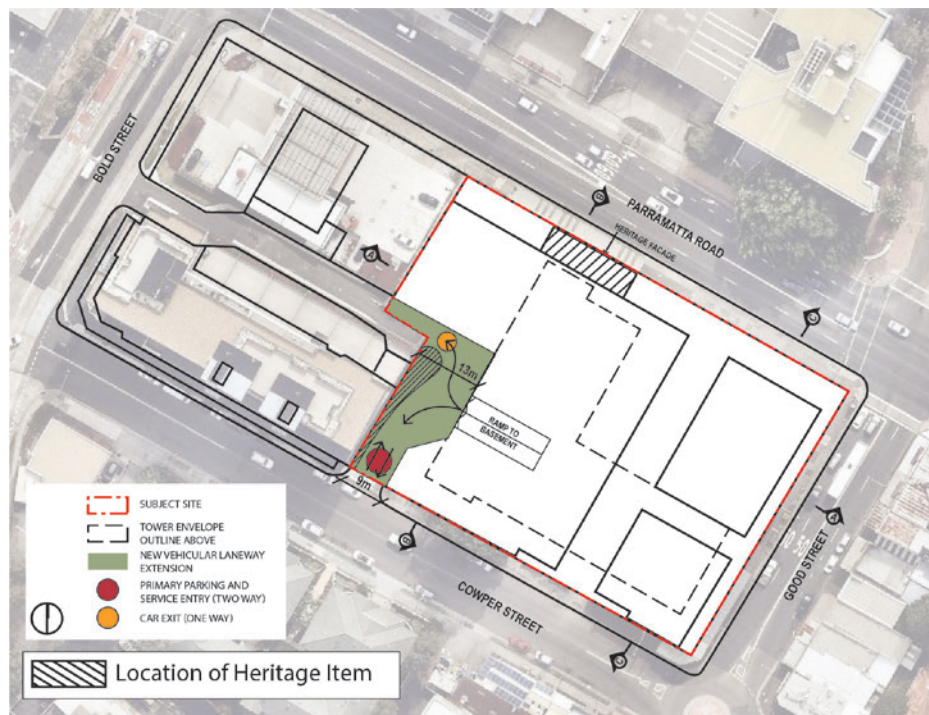 BOLD STREET
PARRAMATTA ROAD
HERITAGE FACADE
B
A
C
13m
RAMP TO
BASEMENT
9m
B
COWPER STREET
C
GOOD STREET
A
SUBJECT SITE
TOWER ENVELOPE
OUTLINE ABOVE
NEW VEHICULAR LANEWAY
EXTENSION
PRIMARY PARKING AND
SERVICE ENTRY (TWO WAY)
CAR EXIT (ONE WAY)
Location of Heritage Item